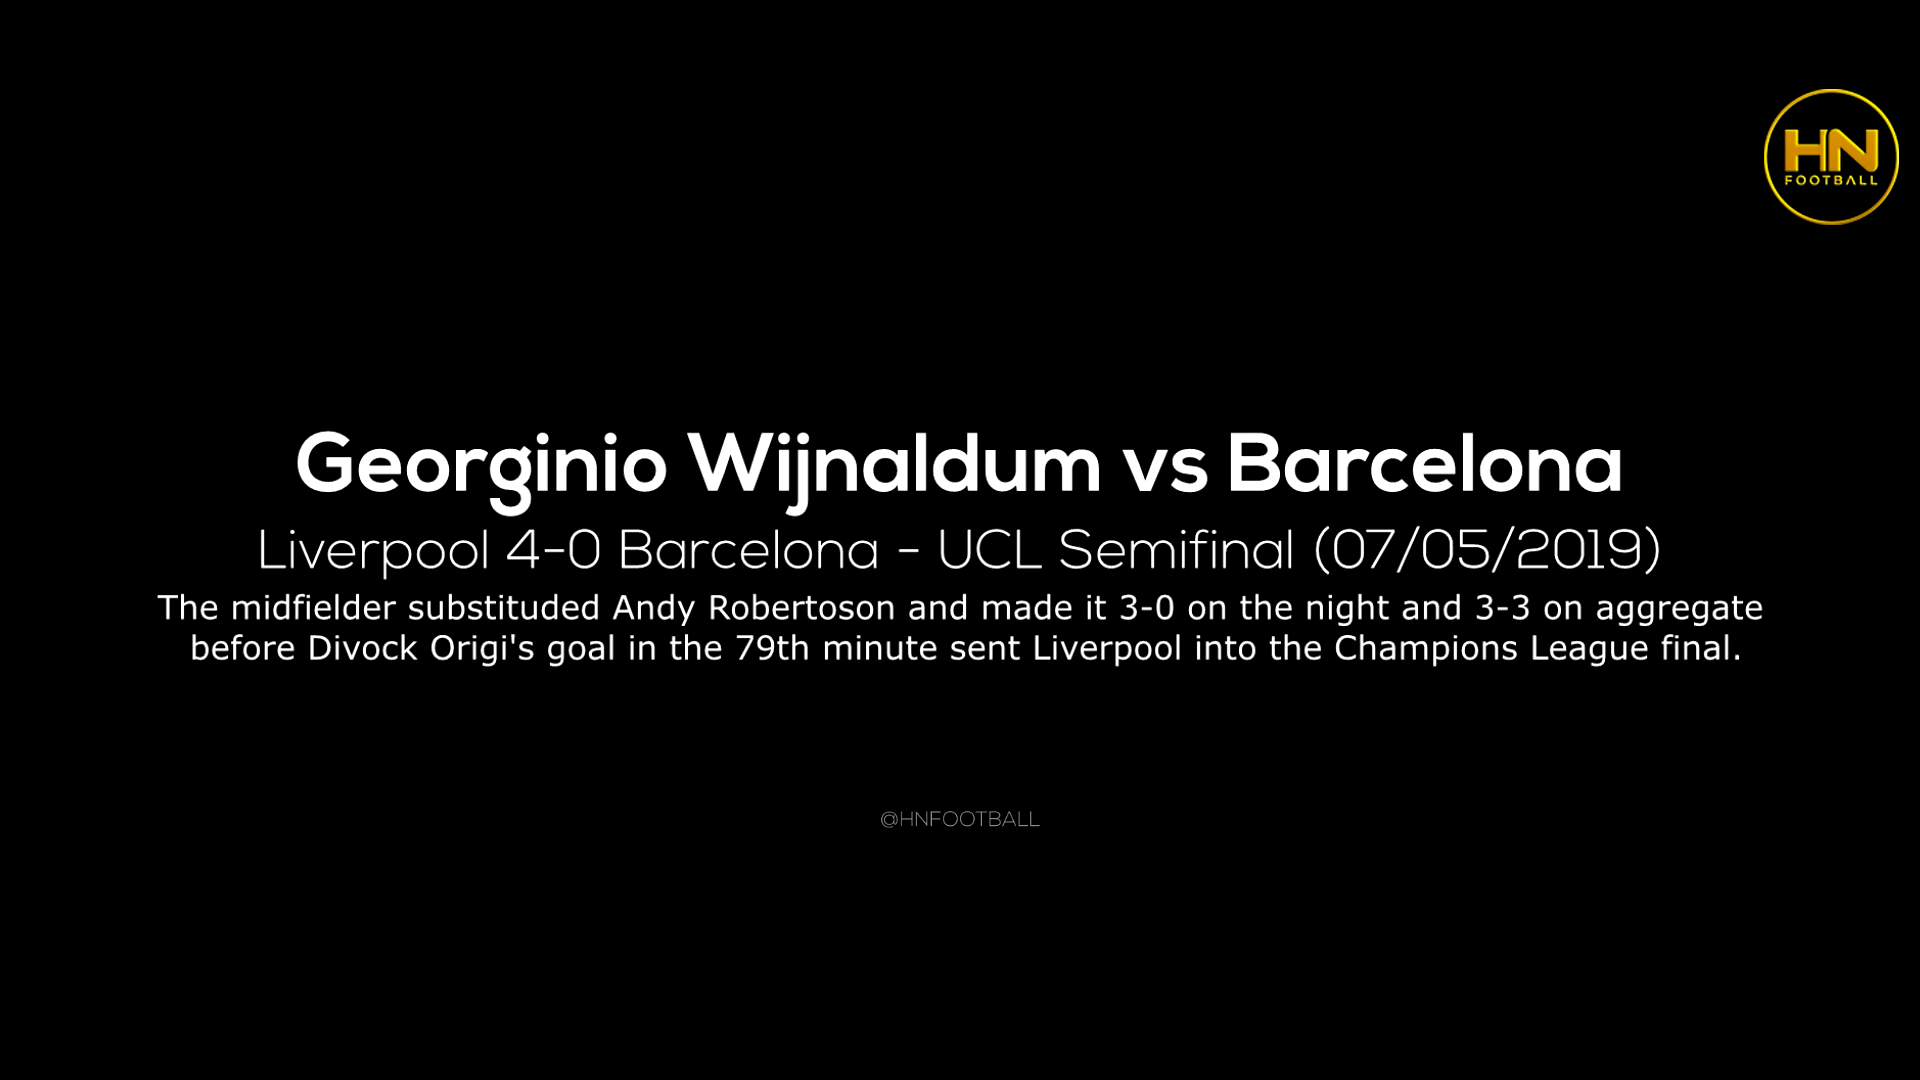 HN
FOOTBALL
Georginio Wijnaldum vs Barcelona
Liverpool 4-0 Barcelona - UCL Semifinal (07/05/2019)
The midfielder substituded Andy Robertoson and made it 3-0 on the night and 3-3 on aggregate
before Divock Origi's goal in the 79th minute sent Liverpool into the Champions League final.
@HNFOOTBALL